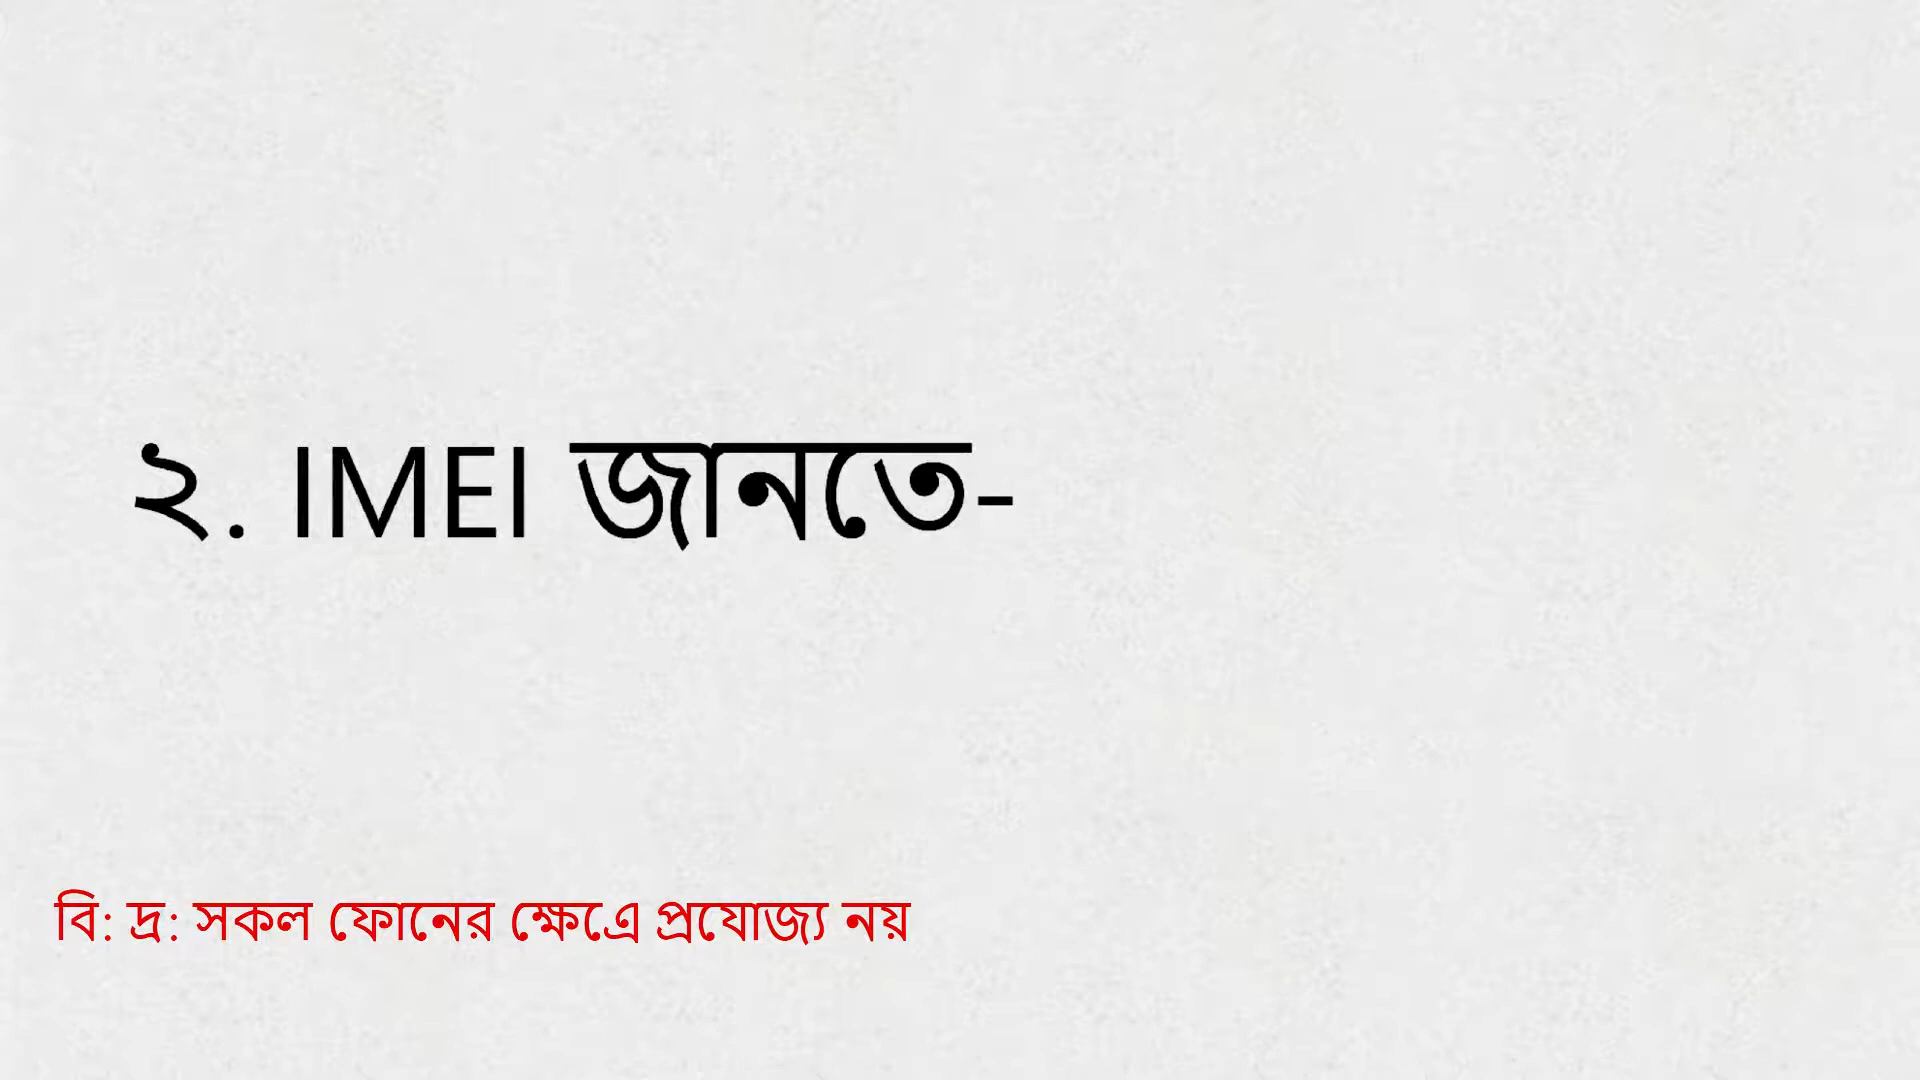 ২. IMEI জানতে-
বি: দ্র: সকল ফোনের ক্ষেএে প্রযোজ্য নয়